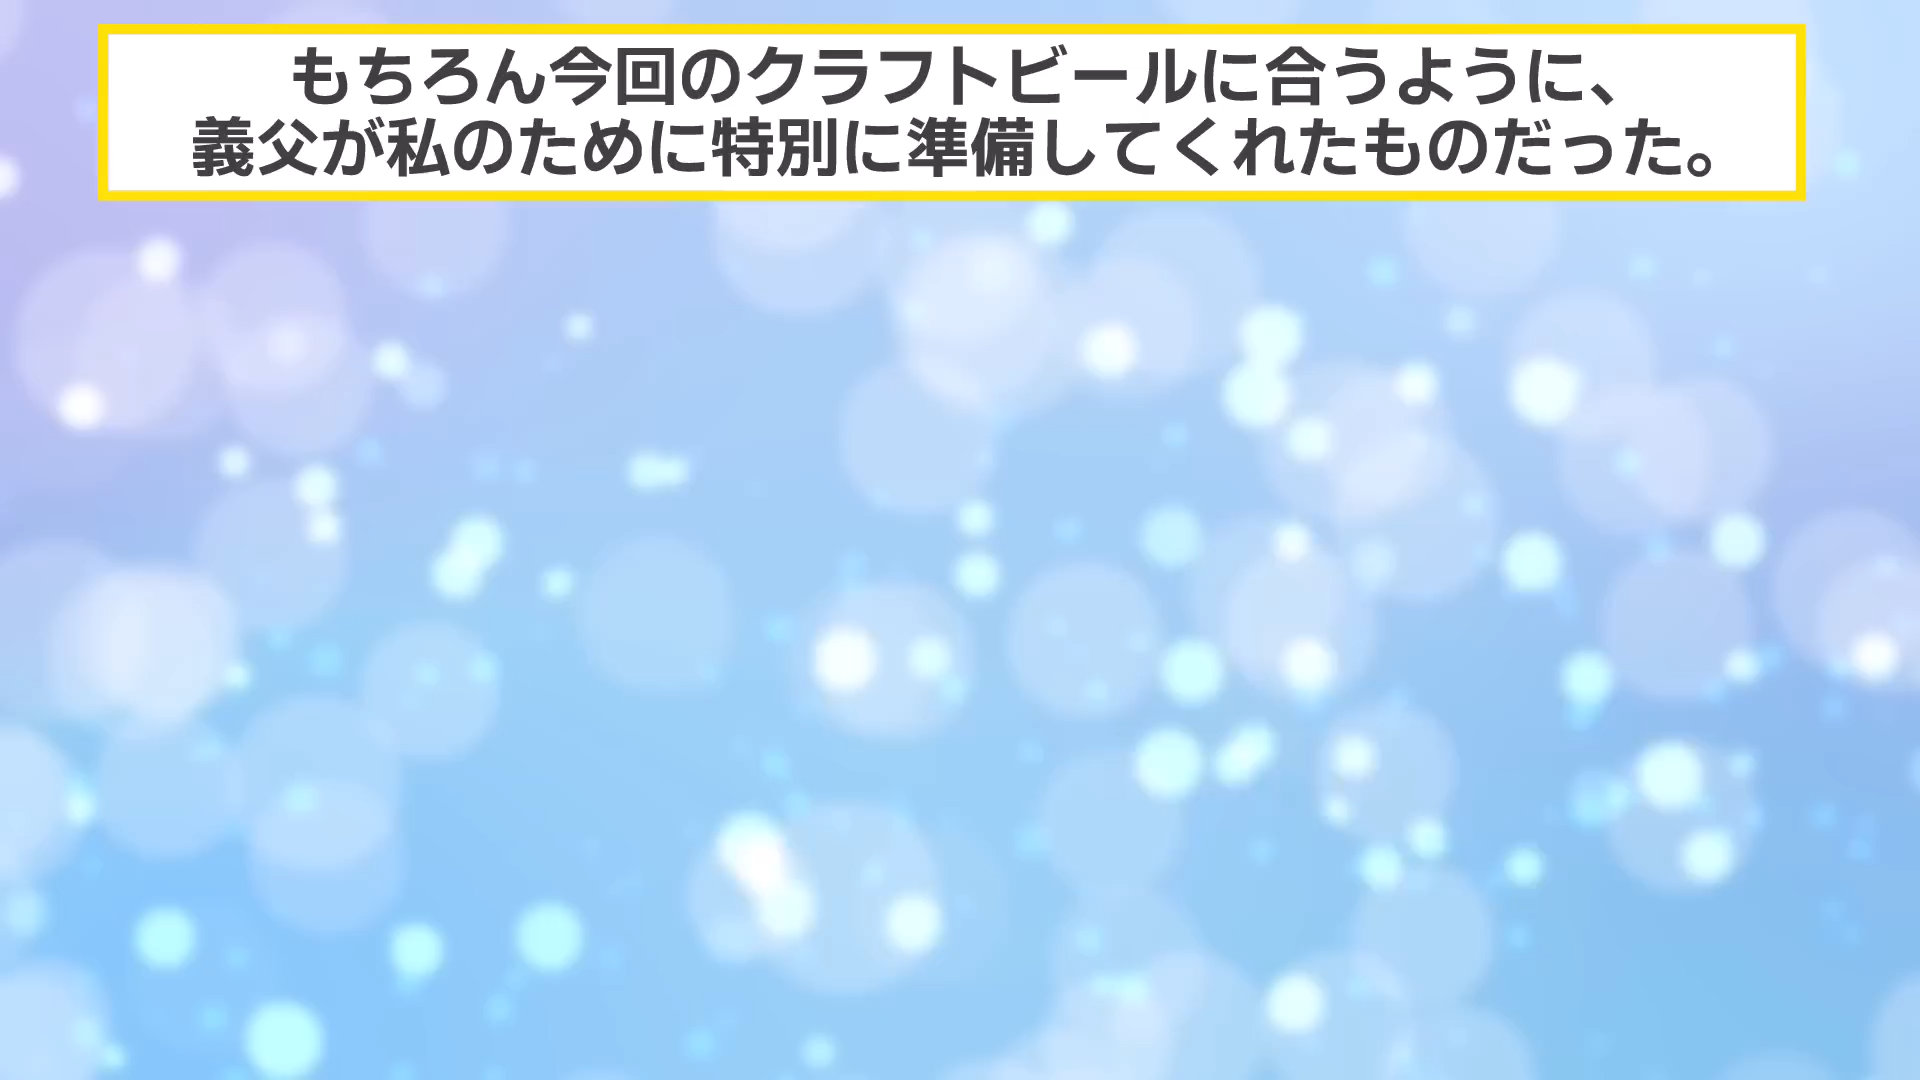 もちろん今回のクラフトビールに合うように、
義父が私のために特別に準備してくれたものだった。